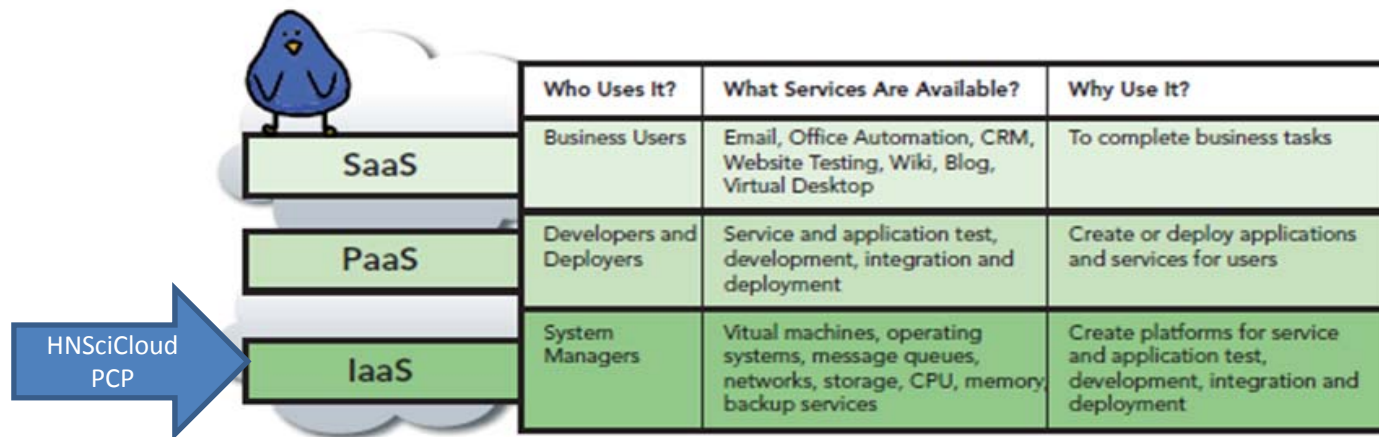 Who Uses It? What Services Are Available? Why Use It?
SaaS
Business Users
Email, Office Automation, CRM,
Website Testing, Wiki, Blog,
Virtual Desktop
To complete business tasks
PaaS
Developers and
Deployers
Service and application test,
development, integration and
deployment
Create or deploy applications
and services for users
HNSciCloud
PCP
IaaS
System
Managers
Vitual machines, operating
systems, message queues,
networks, storage, CPU, memory,
backup services
Create platforms for service
and application test,
development, integration and
deployment